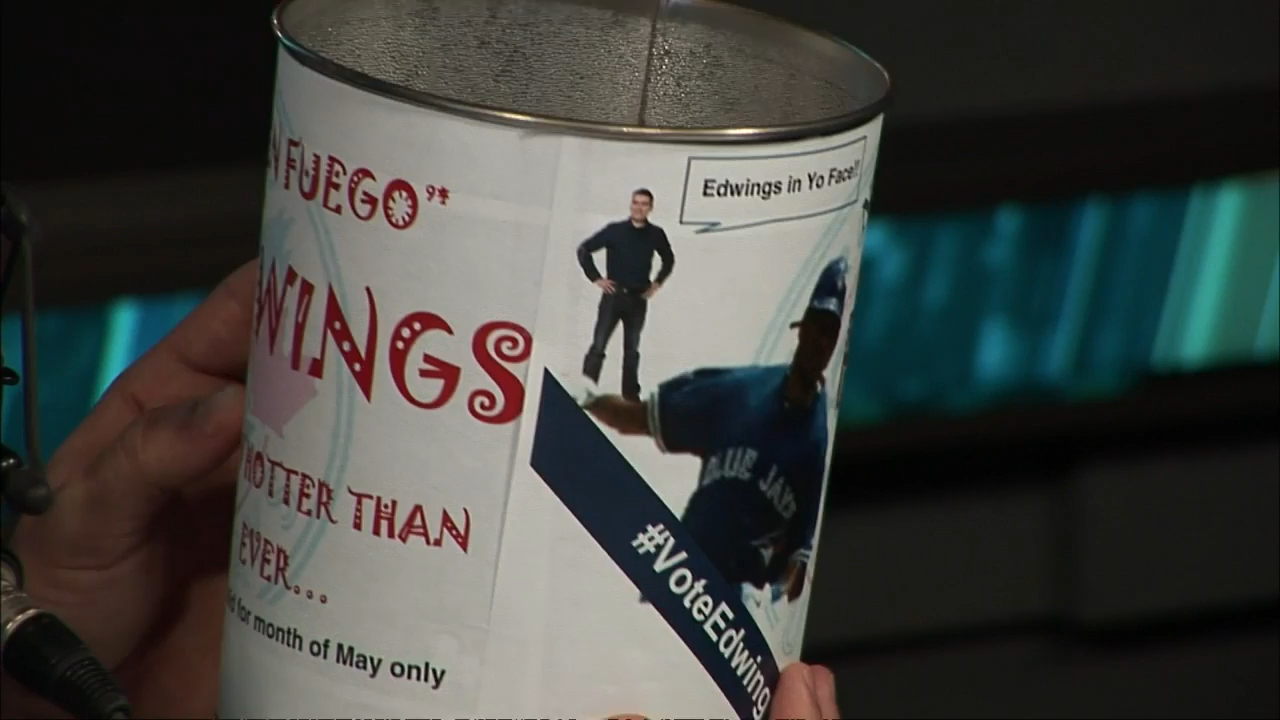 FUEGO
WINGS
HOTTER THAN
EVER...
for month of May only
Edwings in Yo Face!!
BLUE JAYS
#VoteEdwing